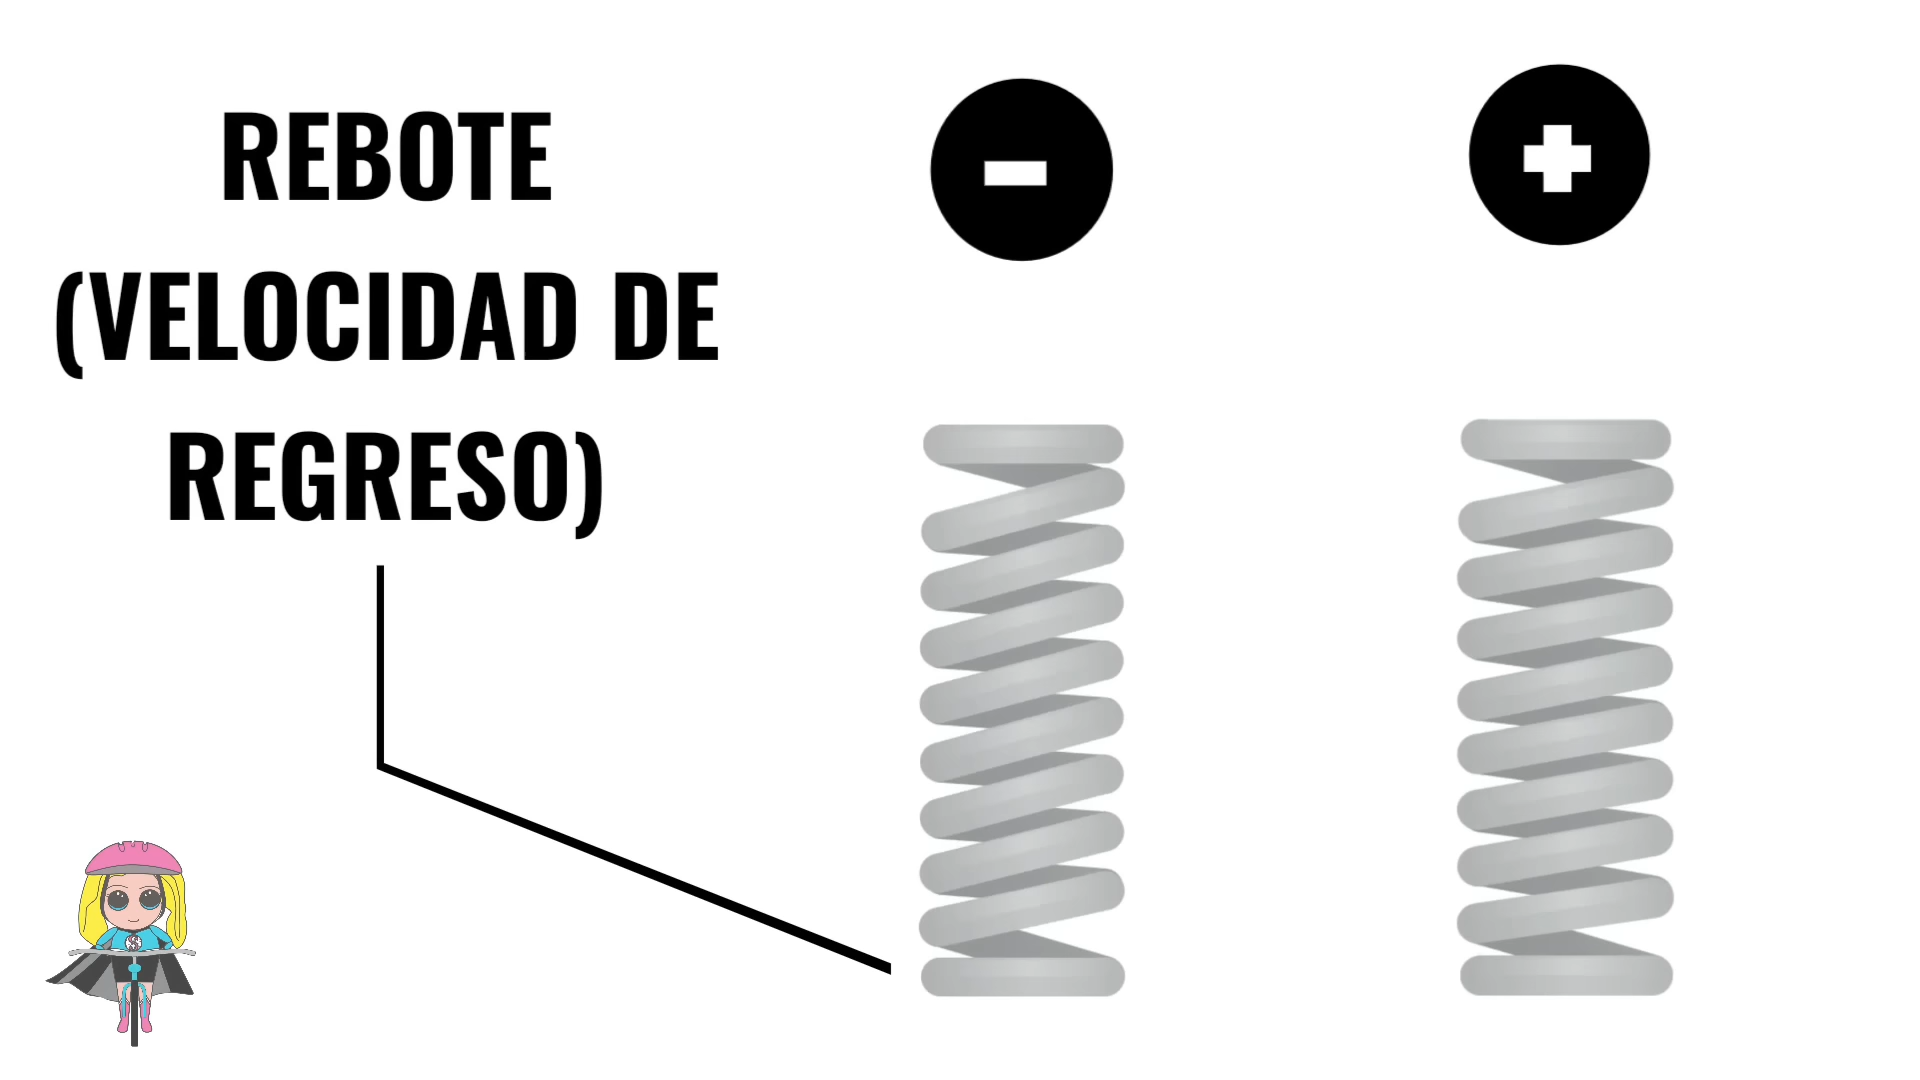 REBOTE
(VELOCIDAD DE
REGRESO)
-
+